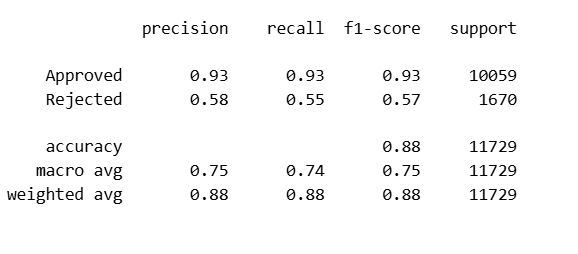 precision recall f1-score support
Approved 0.93 0.93 0.93 10059
Rejected 0.58 0.55 0.57 1670
accuracy 0.88 11729
macro avg 0.75 0.74 0.75 11729
weighted avg 0.88 0.88 0.88 11729